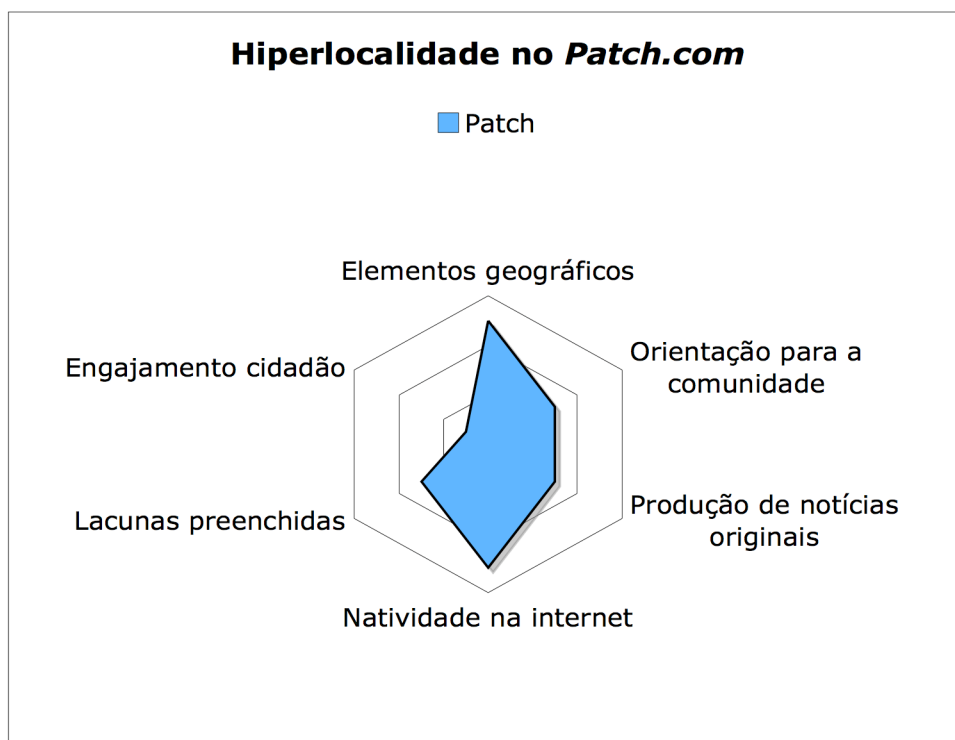 Hiperlocalidade no Patch.com
Patch
Elementos geográficos
Orientação para a
comunidade
Engajamento cidadão
Produção de notícias
originais
Lacunas preenchidas
Natividade na internet